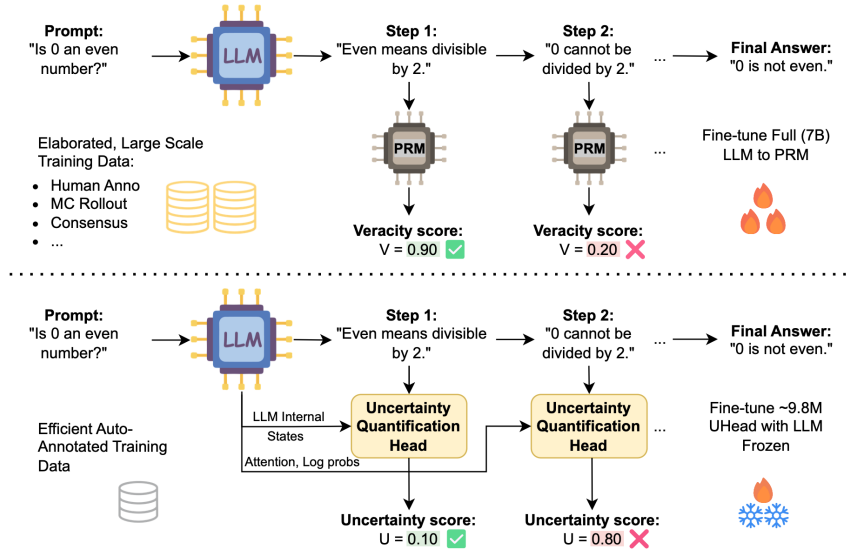 Prompt:
"Is 0 an even
number?"
LLM
Step 1:
"Even means divisible
by 2."
Step 2:
"0 cannot be
divided by 2."
...
Final Answer:
"0 is not even."
Elaborated, Large Scale
Training Data:
• Human Anno
• MC Rollout
• Consensus
• ...
PRM
PRM
...
Fine-tune Full (7B)
LLM to PRM
Veracity score:
V = 0.90
Veracity score:
V = 0.20
Prompt:
"Is 0 an even
number?"
LLM
Step 1:
"Even means divisible
by 2."
Step 2:
"0 cannot be
divided by 2."
...
Final Answer:
"0 is not even."
Efficient Auto-
Annotated Training
Data
LLM Internal
States
Attention, Log probs
Uncertainty
Quantification
Head
Uncertainty
Quantification
Head
...
Fine-tune ~9.8M
UHead with LLM
Frozen
Uncertainty score:
U = 0.10
Uncertainty score:
U = 0.80